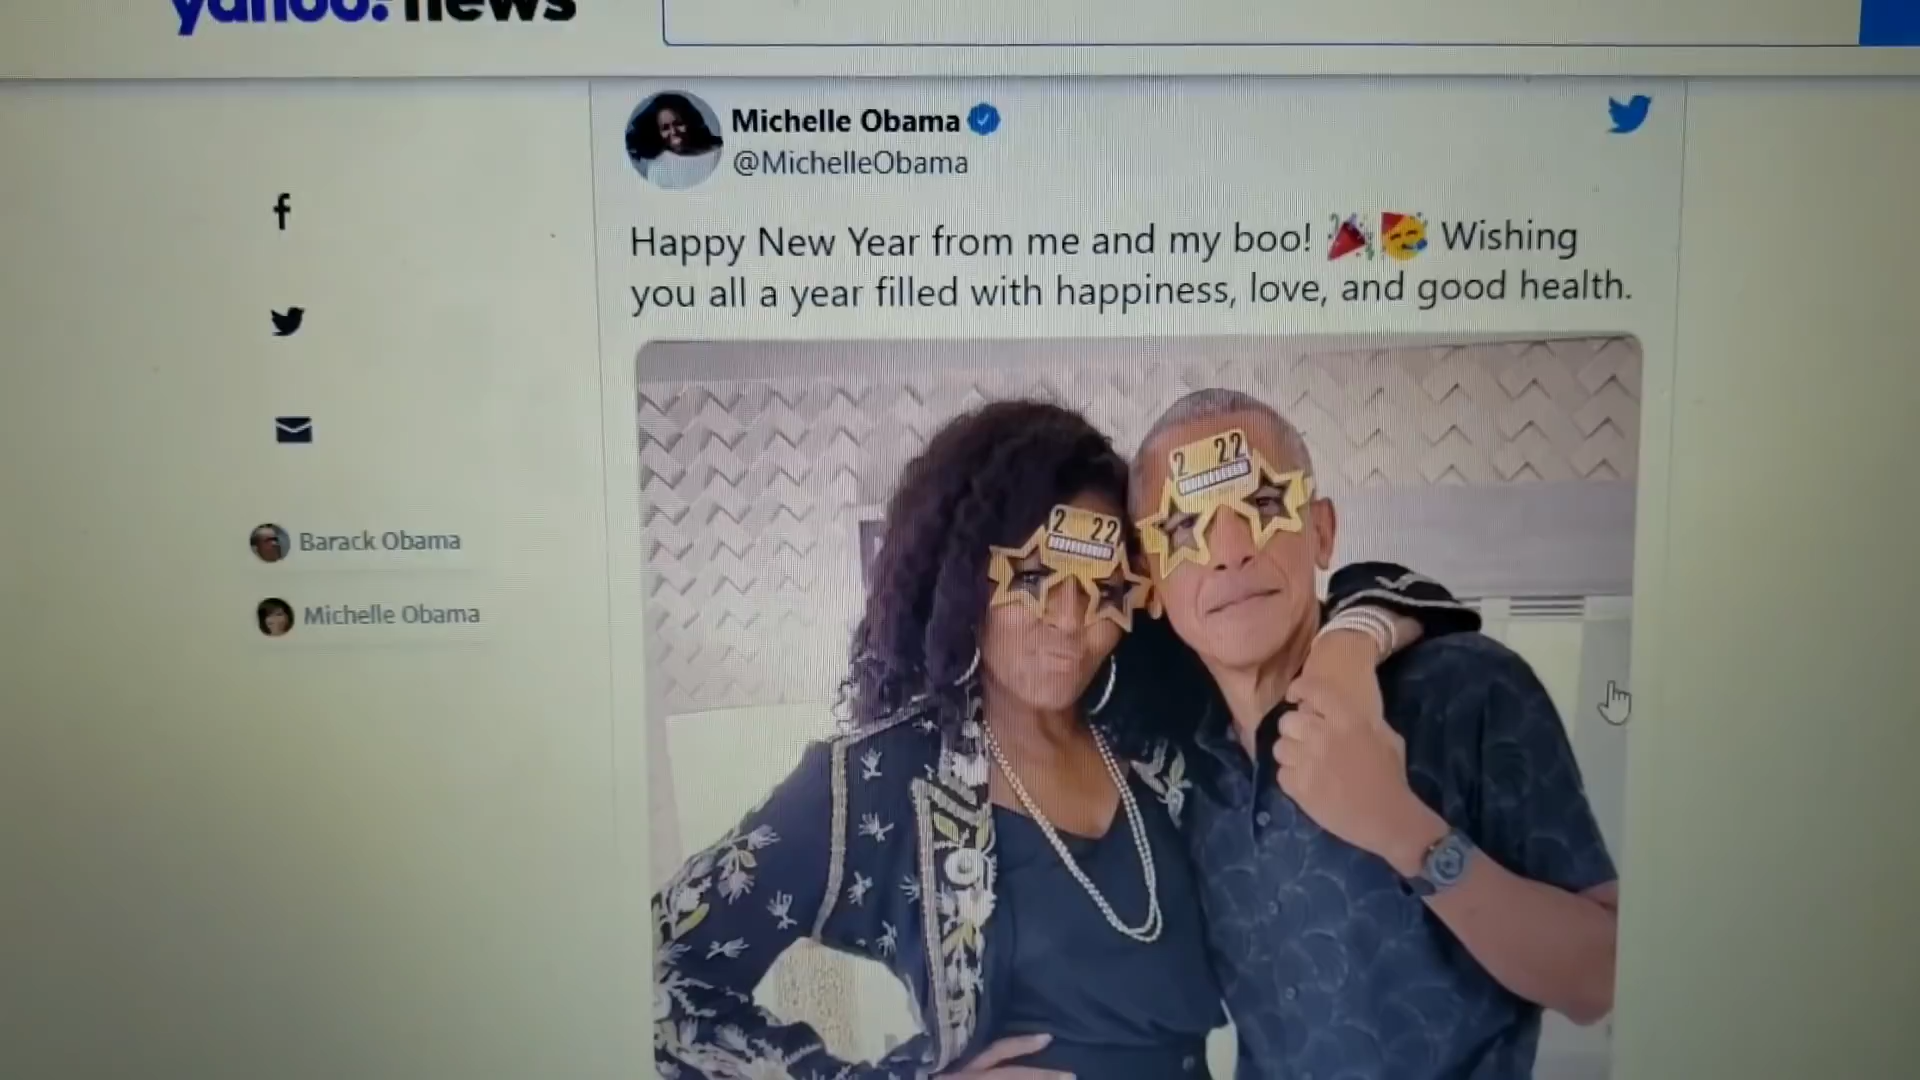 yahoo! news
Michelle Obama
@MichelleObama
Happy New Year from me and my boo! 🎉🥳 Wishing
you all a year filled with happiness, love, and good health.
Barack Obama
Michelle Obama
2 22
2 22